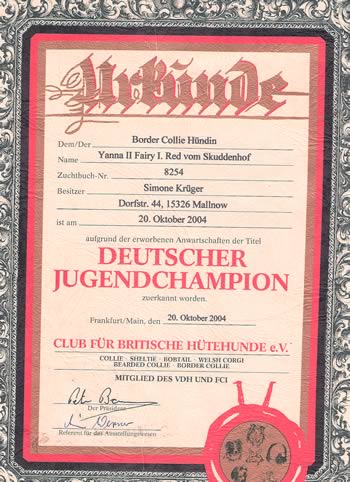 Urkunde
Dem/Der Border Collie Hündin
Name Yanna II Fairy I. Red vom Skuddenhof
Zuchtbuch-Nr. 8254
Besitzer Simone Krüger
Dorfstr. 44, 15326 Mallnow
ist am 20. Oktober 2004
aufgrund der erworbenen Anwartschaften der Titel
DEUTSCHER
JUGENDCHAMPION
zuerkannt worden.
Frankfurt/Main, den 20. Oktober 2004
CLUB FÜR BRITISCHE HÜTEHUNDE e.V.
COLLIE · SHELTIE · BOBTAIL · WELSH CORGI
BEARDED COLLIE · BORDER COLLIE
MITGLIED DES VDH UND FCI
Der Präsident
Referent für das Ausstellungswesen